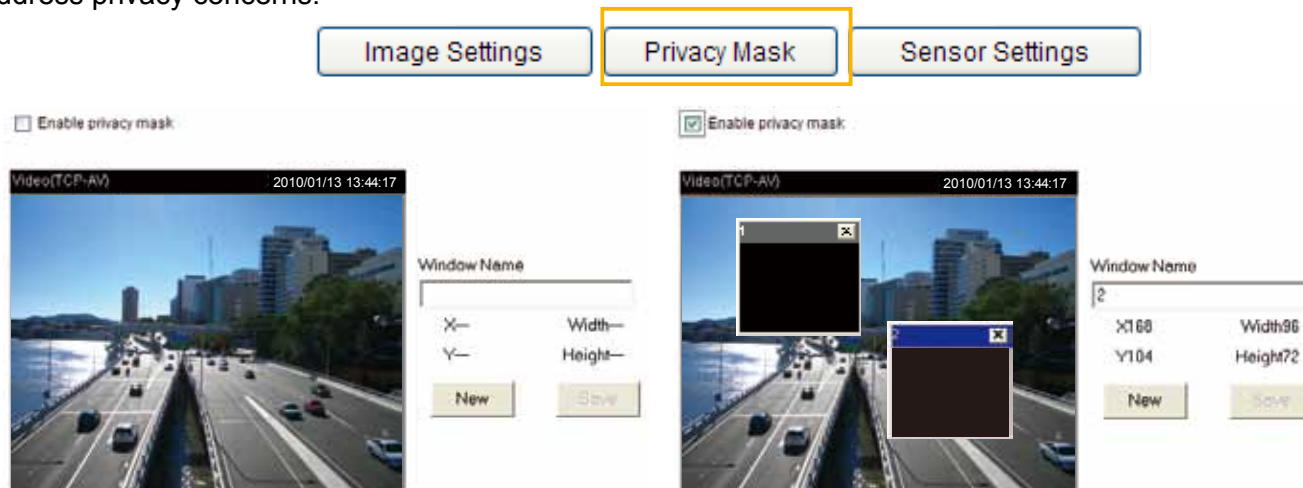 ddress privacy concerns.
Image Settings Privacy Mask Sensor Settings
Enable privacy mask
Video(TCP-AV) 2010/01/13 13:44:17
Window Name
X— Width—
Y— Height—
New Save
Enable privacy mask
Video(TCP-AV) 2010/01/13 13:44:17
1
2
Window Name
2
X168 Width96
Y104 Height72
New Save